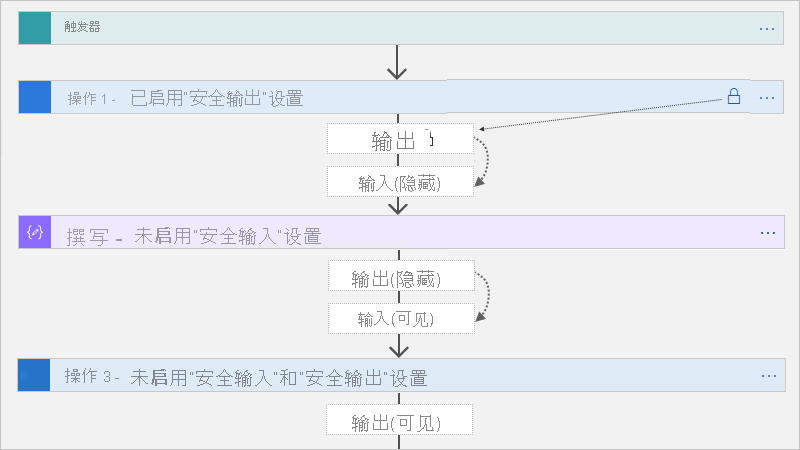 触发器
操作 1 - 已启用"安全输出"设置
输出
输入(隐藏)
撰写 - 未启用"安全输入"设置
输出(隐藏)
输入(可见)
操作 3 - 未启用"安全输入"和"安全输出"设置
输出(可见)